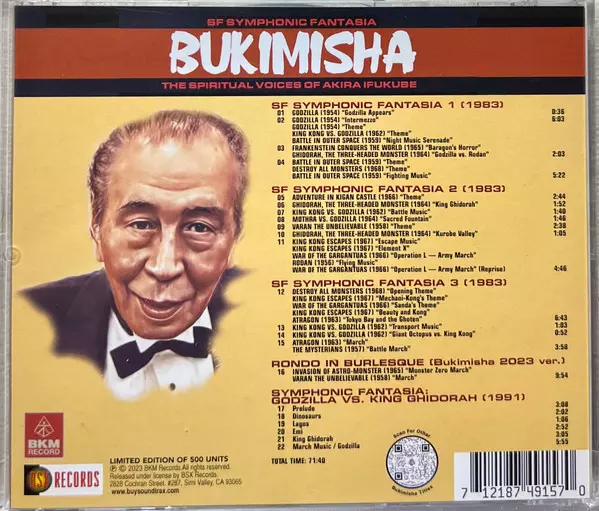 SF SYMPHONIC FANTASIA
BUKIMISHA
THE SPIRITUAL VOICES OF AKIRA IFUKUBE
SF SYMPHONIC FANTASIA 1 (1983)
01 GODZILLA (1954) "Godzilla Appears" 0:36
02 GODZILLA (1954) "Intermezzo" 6:03
GODZILLA (1954) "Theme"
KING KONG VS. GODZILLA (1962) "Theme"
BATTLE IN OUTER SPACE (1959) "Night Music Serenade"
03 FRANKENSTEIN CONQUERS THE WORLD (1965) "Baragon's Horror"
GHIDORAH, THE THREE-HEADED MONSTER (1964) "Godzilla vs. Rodan" 2:03
04 BATTLE IN OUTER SPACE (1959) "Theme"
DESTROY ALL MONSTERS (1968) "Theme"
BATTLE IN OUTER SPACE (1959) "Fighting Music" 5:22
SF SYMPHONIC FANTASIA 2 (1983)
05 ADVENTURE IN KIGAN CASTLE (1966) "Theme" 2:44
06 GHIDORAH, THE THREE-HEADED MONSTER (1964) "King Ghidorah" 1:52
07 KING KONG VS. GODZILLA (1962) "Battle Music" 1:40
08 MOTHRA VS. GODZILLA (1964) "Sacred Fountain" 1:46
09 VARAN THE UNBELIEVABLE (1958) "Theme" 2:38
10 GHIDORAH, THE THREE-HEADED MONSTER (1964) "Kurobe Valley" 1:05
11 KING KONG ESCAPES (1967) "Escape Music"
KING KONG ESCAPES (1967) "Element X"
WAR OF THE GARGANTUAS (1966) "Operation L — Army March"
RODAN (1956) "Flying Music"
WAR OF THE GARGANTUAS (1966) "Operation L — Army March" (Reprise) 4:46
SF SYMPHONIC FANTASIA 3 (1983)
12 DESTROY ALL MONSTERS (1968) "Opening Theme"
KING KONG ESCAPES (1967) "Mechani-Kong's Theme"
WAR OF THE GARGANTUAS (1966) "Sanda's Theme"
KING KONG ESCAPES (1967) "Beauty and Kong"
ATRAGON (1963) "Tokyo Bay and the Ghoten" 6:43
13 KING KONG VS. GODZILLA (1962) "Transport Music" 1:03
14 KING KONG VS. GODZILLA (1962) "Giant Octopus vs. King Kong" 0:52
15 ATRAGON (1963) "March"
THE MYSTERIANS (1957) "Battle March" 3:58
RONDO IN BURLESQUE (Bukimisha 2023 ver.)
16 INVASION OF ASTRO-MONSTER (1965) "Monster Zero March"
VARAN THE UNBELIEVABLE (1958) "March" 9:54
SYMPHONIC FANTASIA:
GODZILLA VS. KING GHIDORAH (1991)
17 Prelude 3:08
18 Dinosaurs 2:02
19 Lagos 1:06
20 Emi 2:52
21 King Ghidorah 3:05
22 March Music / Godzilla 5:55
TOTAL TIME: 71:40
Scan For Other
Bukimisha Titles
BKM
RECORD
BSX RECORDS
LIMITED EDITION OF 500 UNITS
Ⓟ Ⓒ 2023 BKM Records. All rights reserved.
Released under license by BSX Records
2828 Cochran Street. #287, Simi Valley, CA 93065
www.buysoundtrax.com
7 12187 49157 0